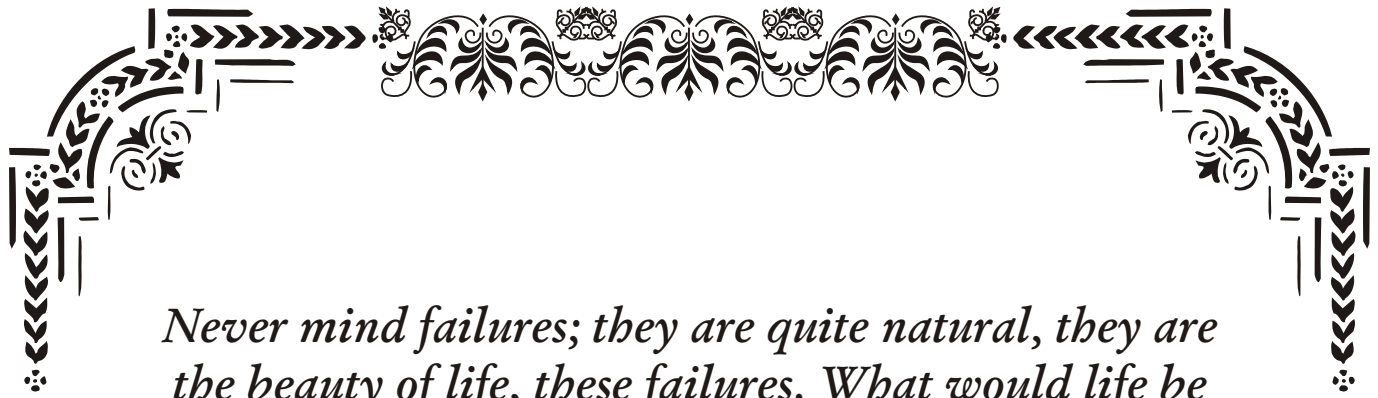 Never mind failures; they are quite natural, they are
the beauty of life, these failures. What would life be